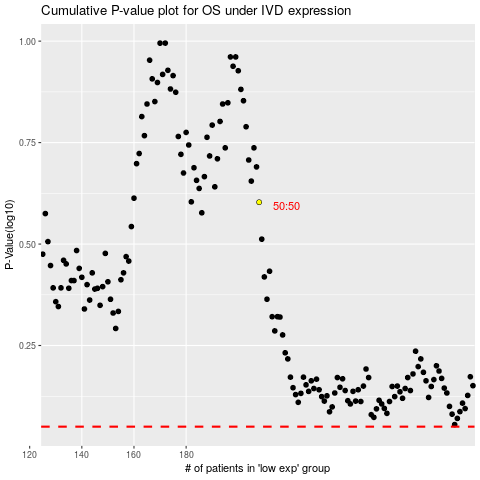 Cumulative P-value plot for OS under IVD expression
1.00
0.75
0.50
0.25
P-Value(log10)
50:50
120 140 160 180
# of patients in 'low exp' group